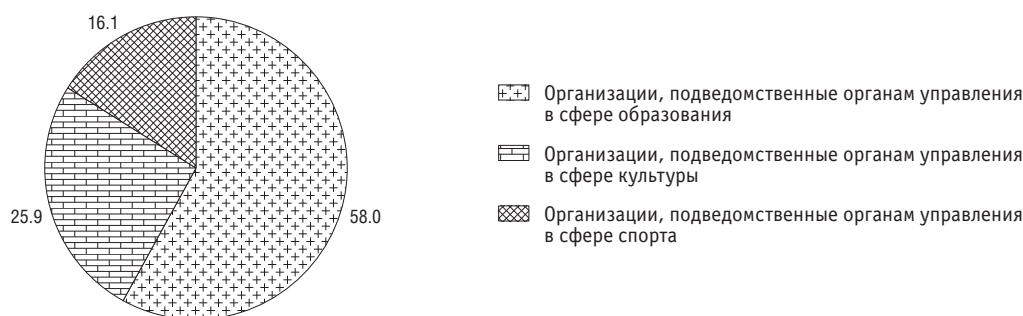 16.1
25.9
58.0
Организации, подведомственные органам управления
в сфере образования
Организации, подведомственные органам управления
в сфере культуры
Организации, подведомственные органам управления
в сфере спорта